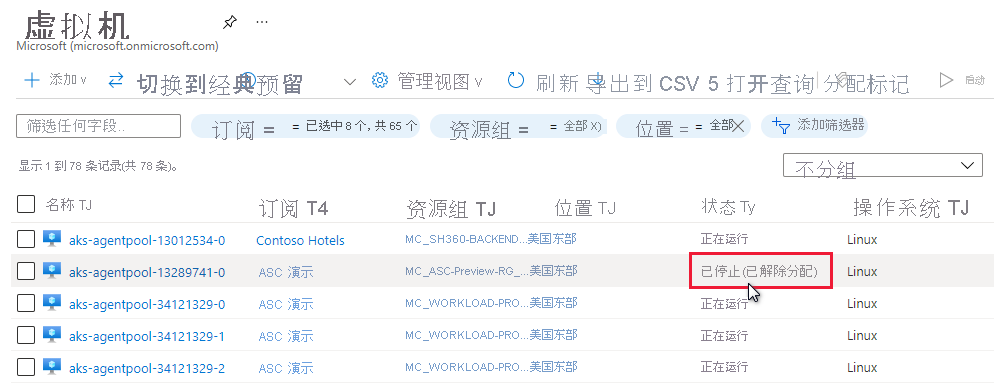 虚拟机 ...
Microsoft (microsoft.onmicrosoft.com)
添加 切换到经典预留 管理视图 刷新 导出到 CSV 5 打开查询 分配标记 启动
筛选任何字段.. 订阅 = = 已选中 8 个, 共 65 个 资源组 = = 全部 X) 位置 = = 全部 添加筛选器
显示 1 到 78 条记录(共 78 条)。 不分组
名称 TJ 订阅 T4 资源组 TJ 位置 TJ 状态 Ty 操作系统 TJ
aks-agentpool-13012534-0 Contoso Hotels MC_SH360-BACKEND... 美国东部 正在运行 Linux
aks-agentpool-13289741-0 ASC 演示 MC_ASC-Preview-RG_... 美国东部 已停止(已解除分配) Linux
aks-agentpool-34121329-0 ASC 演示 MC_WORKLOAD-PRO... 美国东部 正在运行 Linux
aks-agentpool-34121329-1 ASC 演示 MC_WORKLOAD-PRO... 美国东部 正在运行 Linux
aks-agentpool-34121329-2 ASC 演示 MC_WORKLOAD-PRO... 美国东部 正在运行 Linux